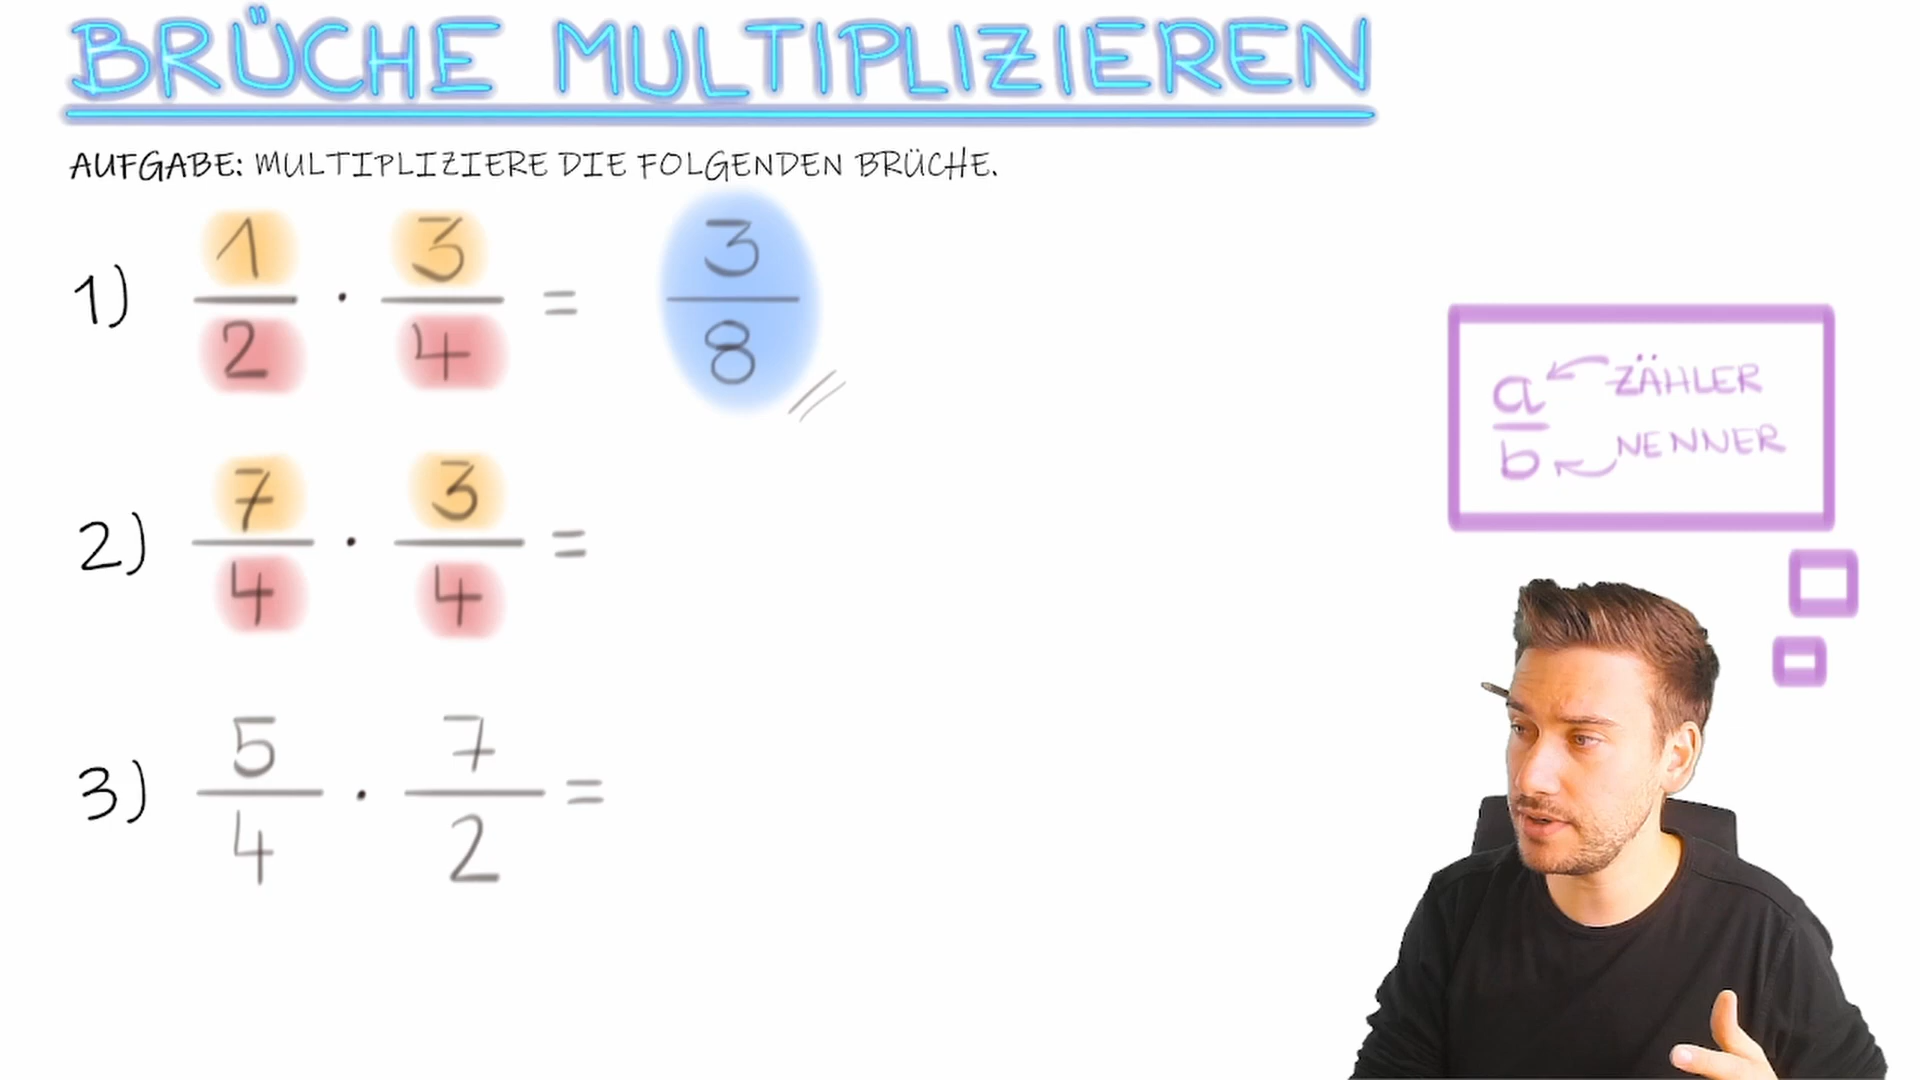 BRÜCHE MULTIPLIZIEREN
AUFGABE: MULTIPLIZIERE DIE FOLGENDEN BRÜCHE.
1) 1/2 · 3/4 = 3/8
2) 7/4 · 3/4 =
3) 5/4 · 7/2 =
a ZÄHLER
b NENNER